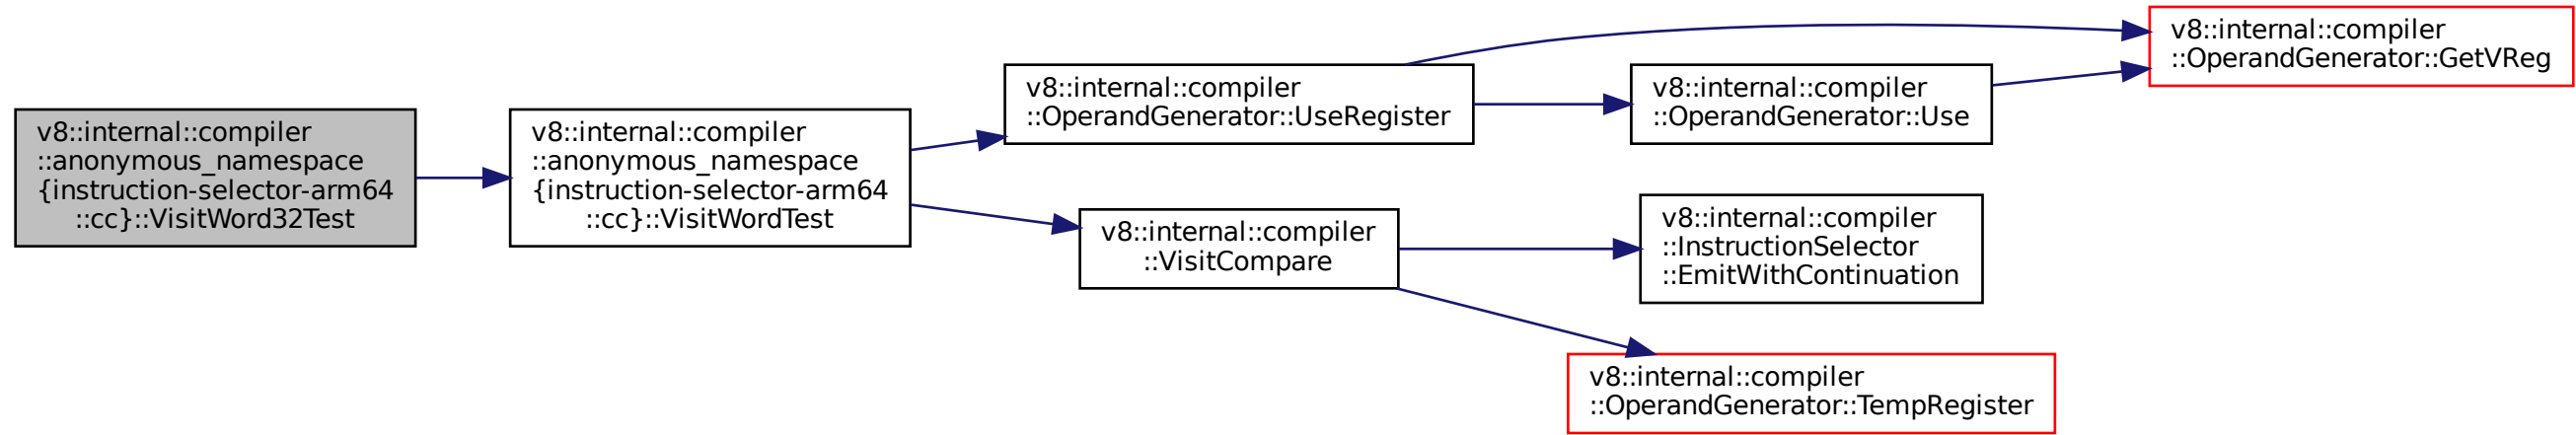 v8::internal::compiler
::anonymous_namespace
{instruction-selector-arm64
::cc}::VisitWord32Test
v8::internal::compiler
::anonymous_namespace
{instruction-selector-arm64
::cc}::VisitWordTest
v8::internal::compiler
::OperandGenerator::UseRegister
v8::internal::compiler
::OperandGenerator::Use
v8::internal::compiler
::OperandGenerator::GetVReg
v8::internal::compiler
::VisitCompare
v8::internal::compiler
::InstructionSelector
::EmitWithContinuation
v8::internal::compiler
::OperandGenerator::TempRegister